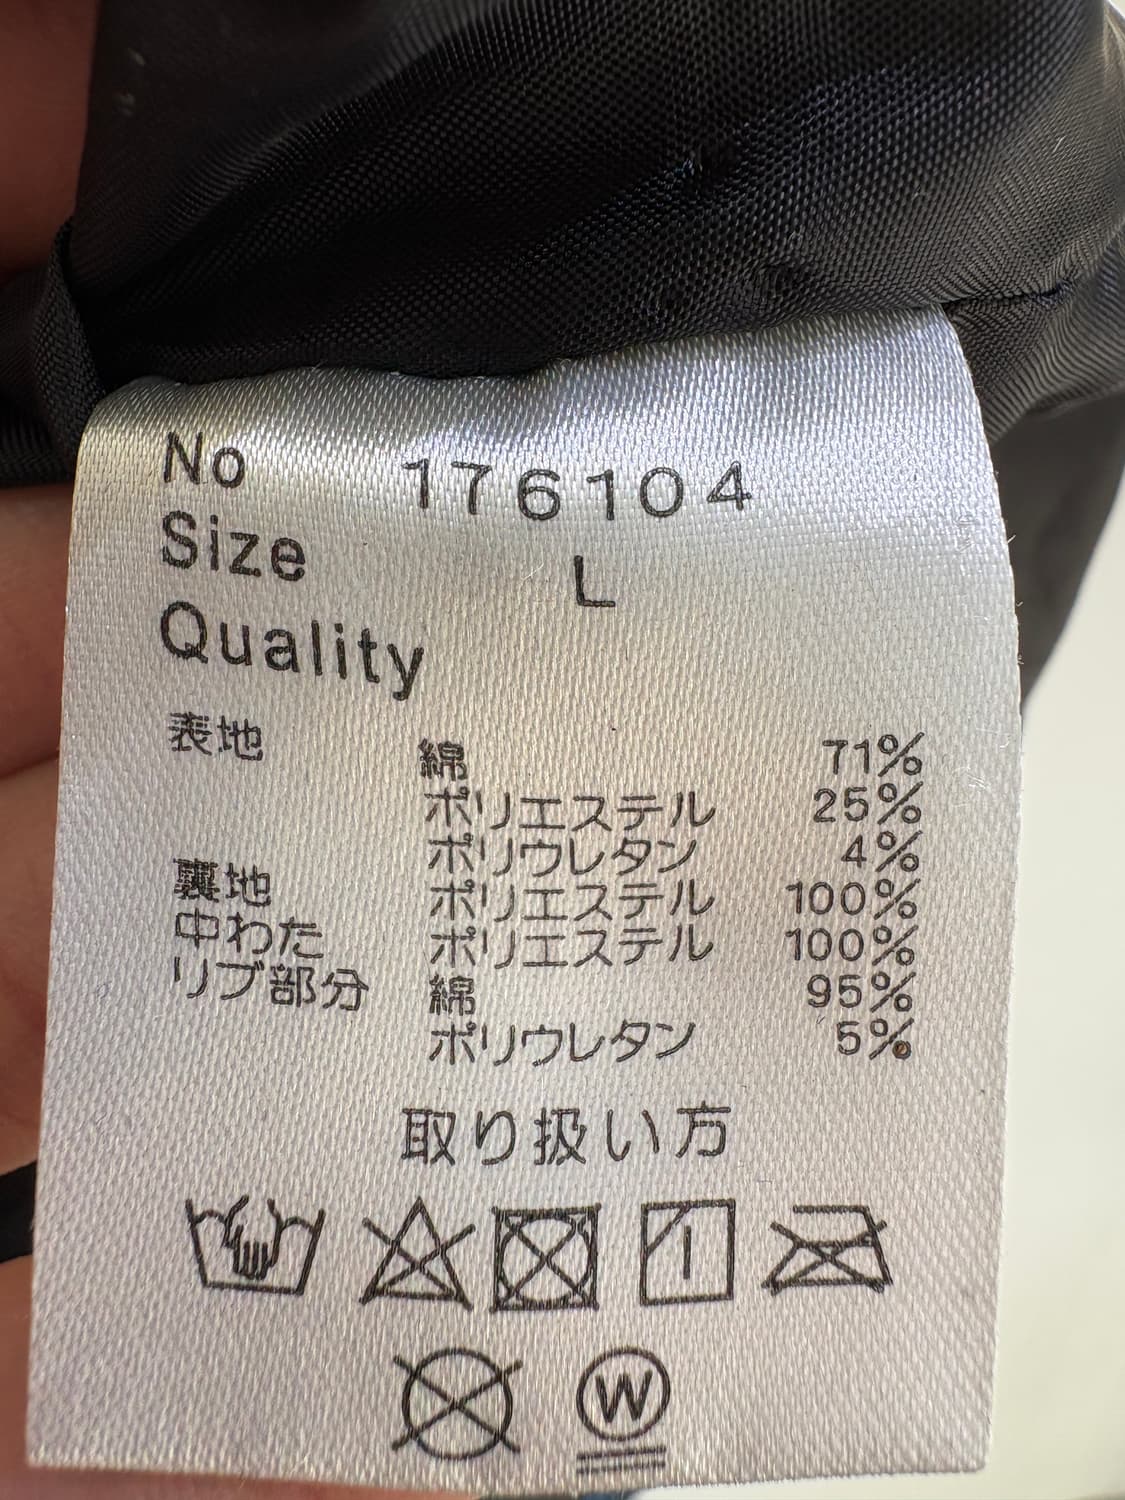 No 176104
Size L
Quality
表地 綿 71%
ポリエステル 25%
ポリウレタン 4%
裏地 ポリエステル 100%
中わた ポリエステル 100%
リブ部分 綿 95%
ポリウレタン 5%
取り扱い方
W